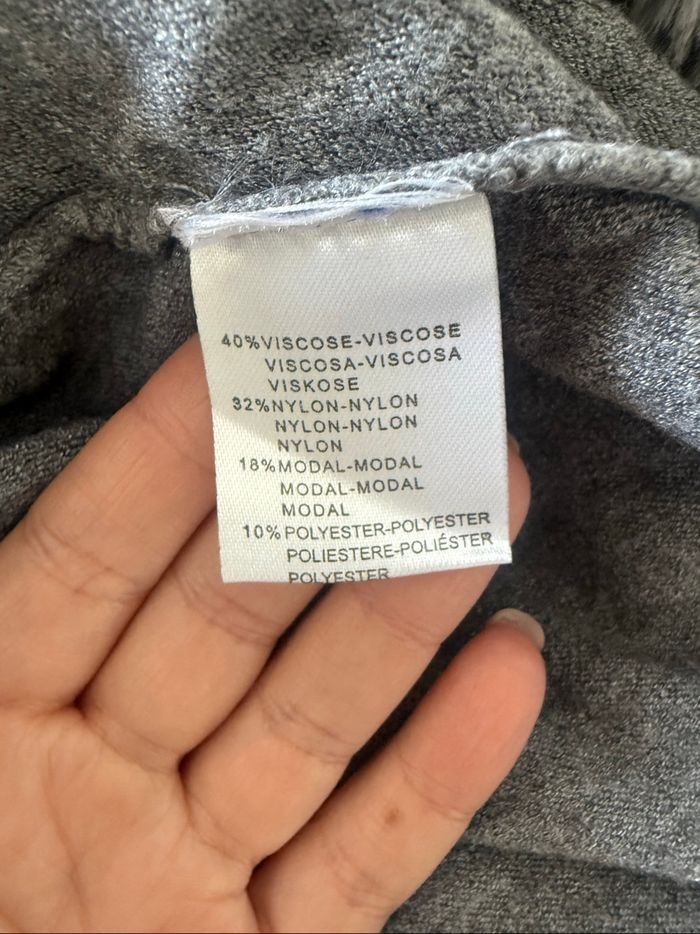 40%VISCOSE-VISCOSE
VISCOSA-VISCOSA
VISKOSE
32%NYLON-NYLON
NYLON-NYLON
NYLON
18%MODAL-MODAL
MODAL-MODAL
MODAL
10%POLYESTER-POLYESTER
POLIESTERE-POLIÉSTER
POLYESTER